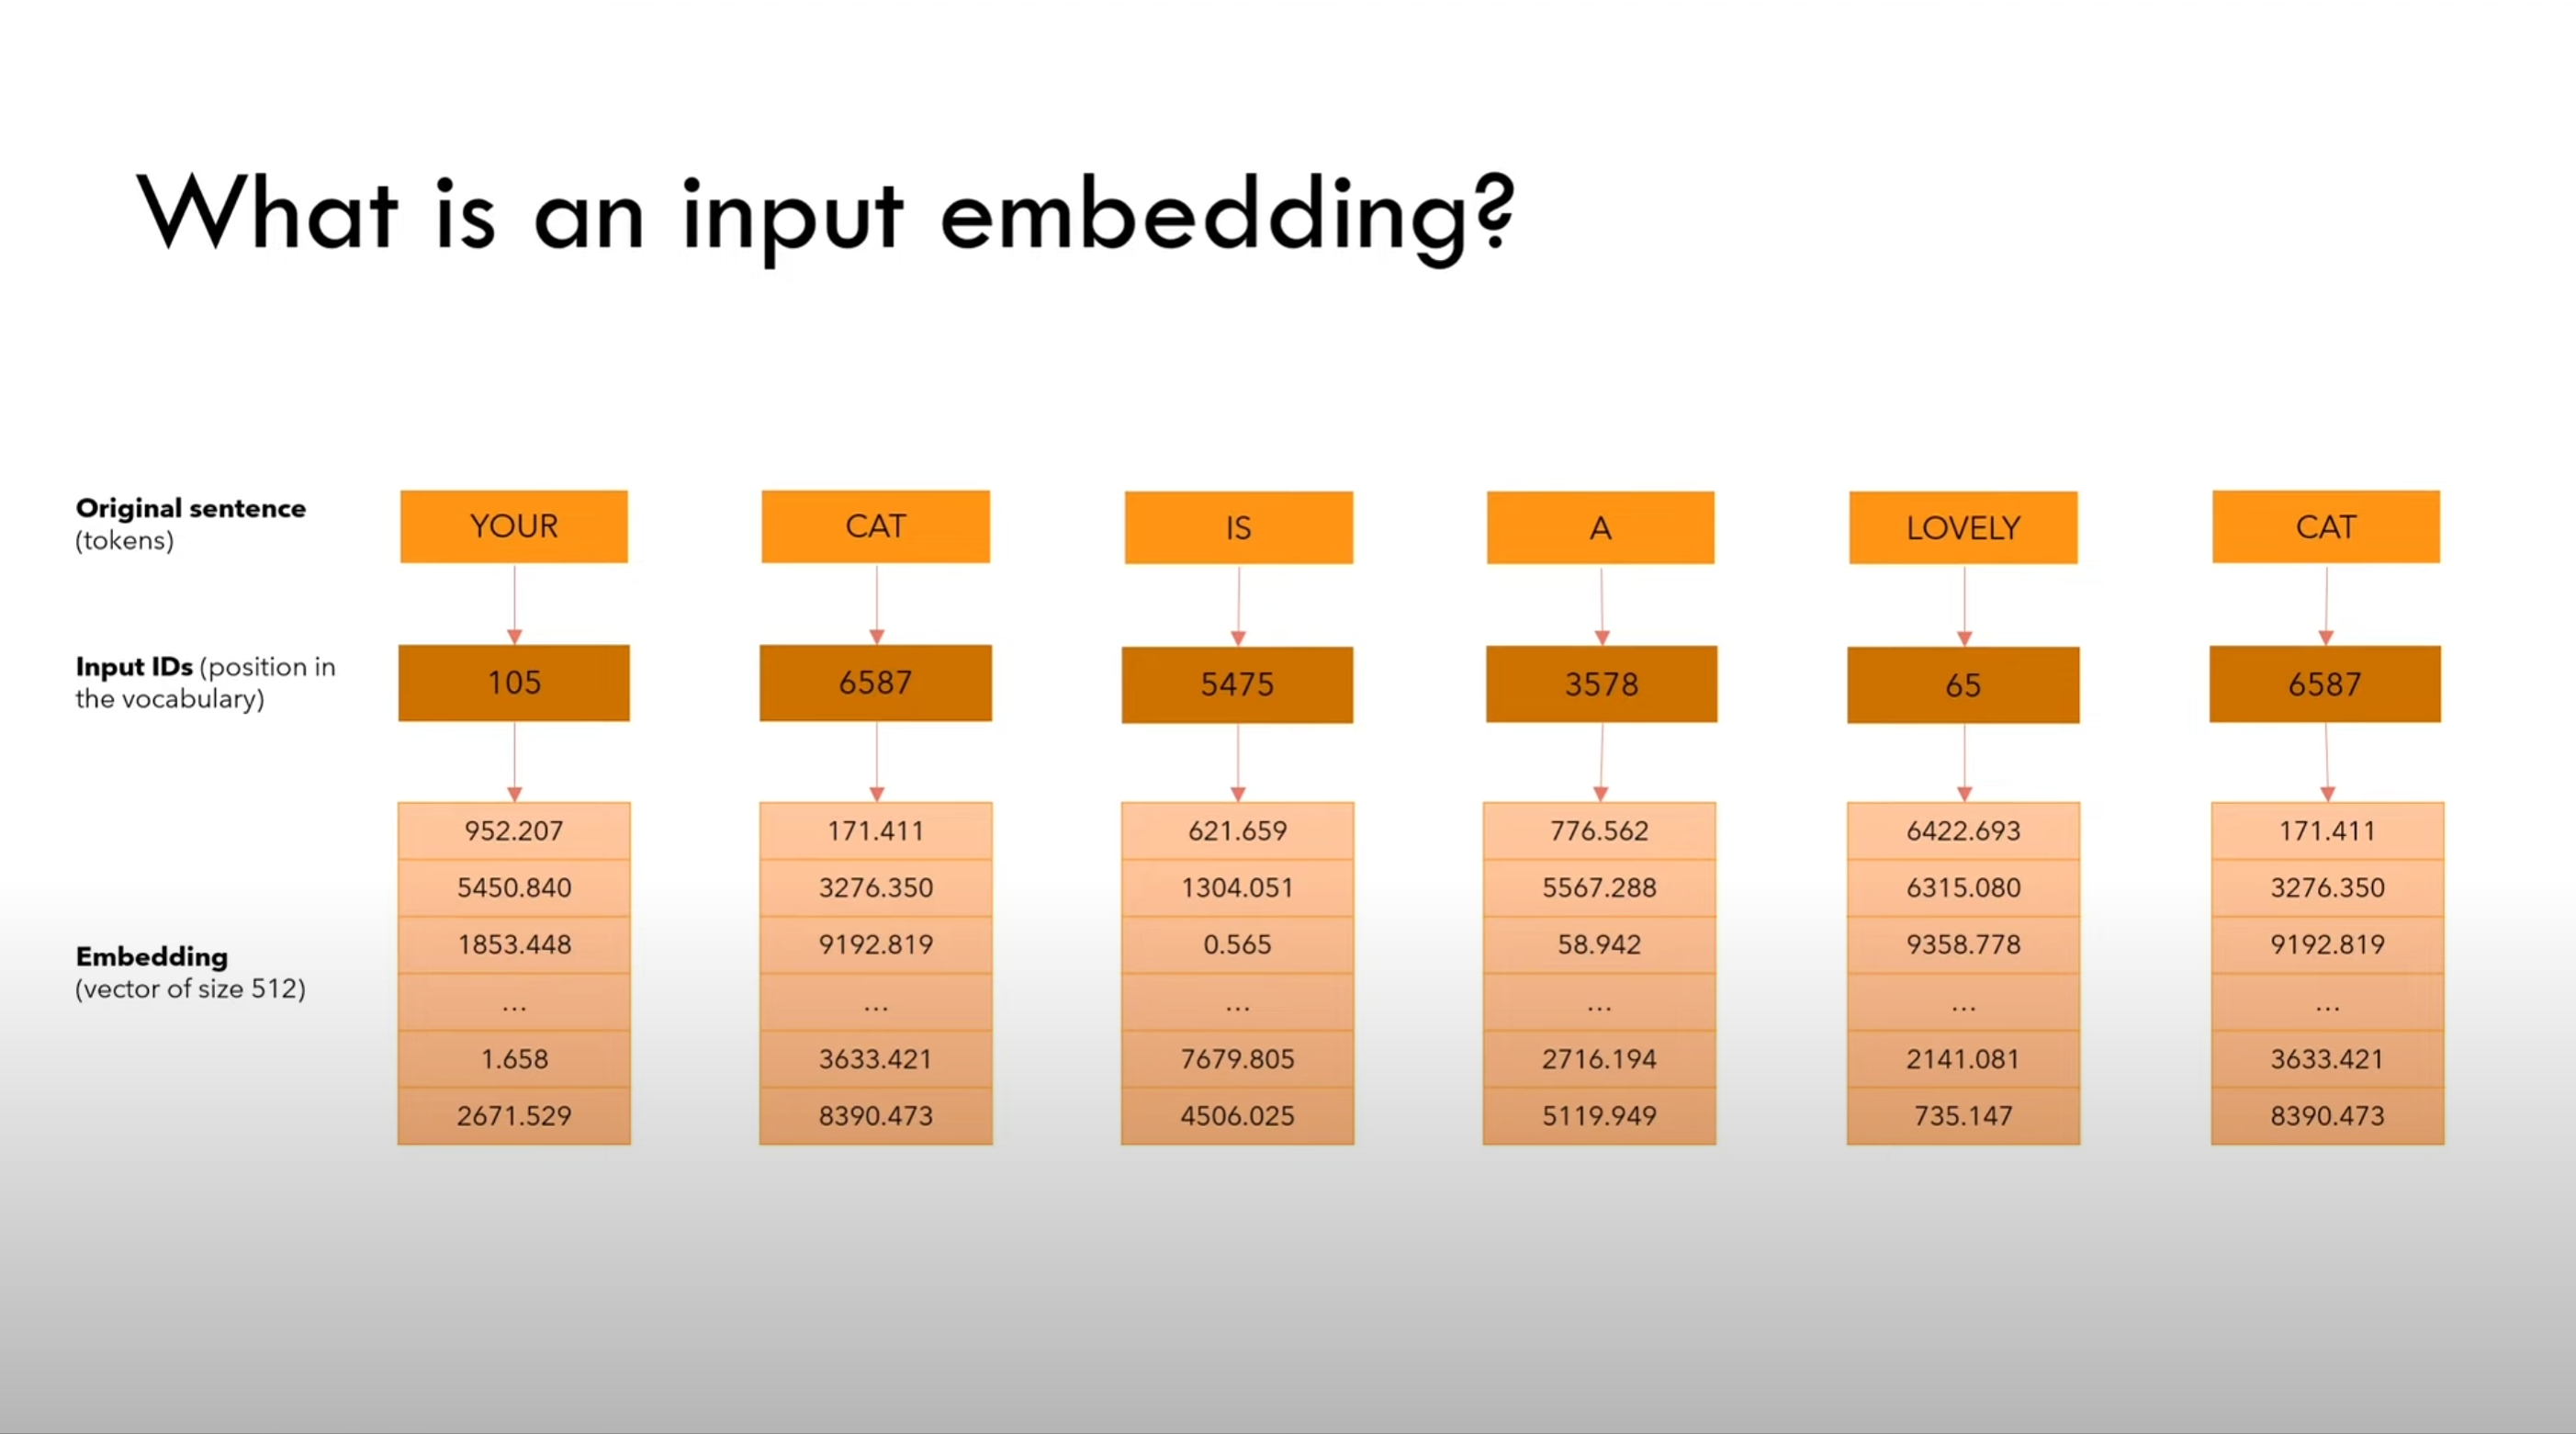 What is an input embedding?
Original sentence
(tokens)
YOUR CAT IS A LOVELY CAT
Input IDs (position in
the vocabulary)
105 6587 5475 3578 65 6587
Embedding
(vector of size 512)
952.207 171.411 621.659 776.562 6422.693 171.411
5450.840 3276.350 1304.051 5567.288 6315.080 3276.350
1853.448 9192.819 0.565 58.942 9358.778 9192.819
... ... ... ... ... ...
1.658 3633.421 7679.805 2716.194 2141.081 3633.421
2671.529 8390.473 4506.025 5119.949 735.147 8390.473